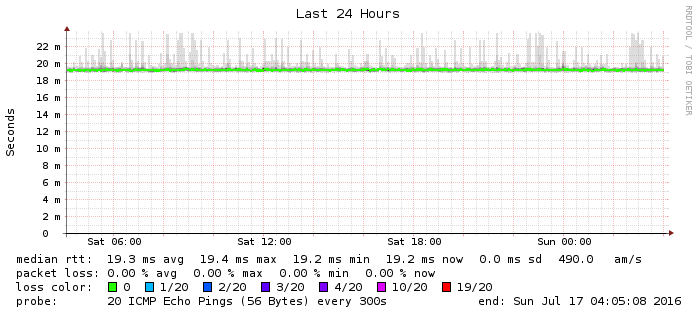 Last 24 Hours
RRDTOOL / TOBI OETIKER
Seconds
22 m
20 m
18 m
16 m
14 m
12 m
10 m
8 m
6 m
4 m
2 m
0
Sat 06:00 Sat 12:00 Sat 18:00 Sun 00:00
median rtt: 19.3 ms avg 19.4 ms max 19.2 ms min 19.2 ms now 0.0 ms sd 490.0 am/s
packet loss: 0.00 % avg 0.00 % max 0.00 % min 0.00 % now
loss color: 0 1/20 2/20 3/20 4/20 10/20 19/20
probe: 20 ICMP Echo Pings (56 Bytes) every 300s end: Sun Jul 17 04:05:08 2016